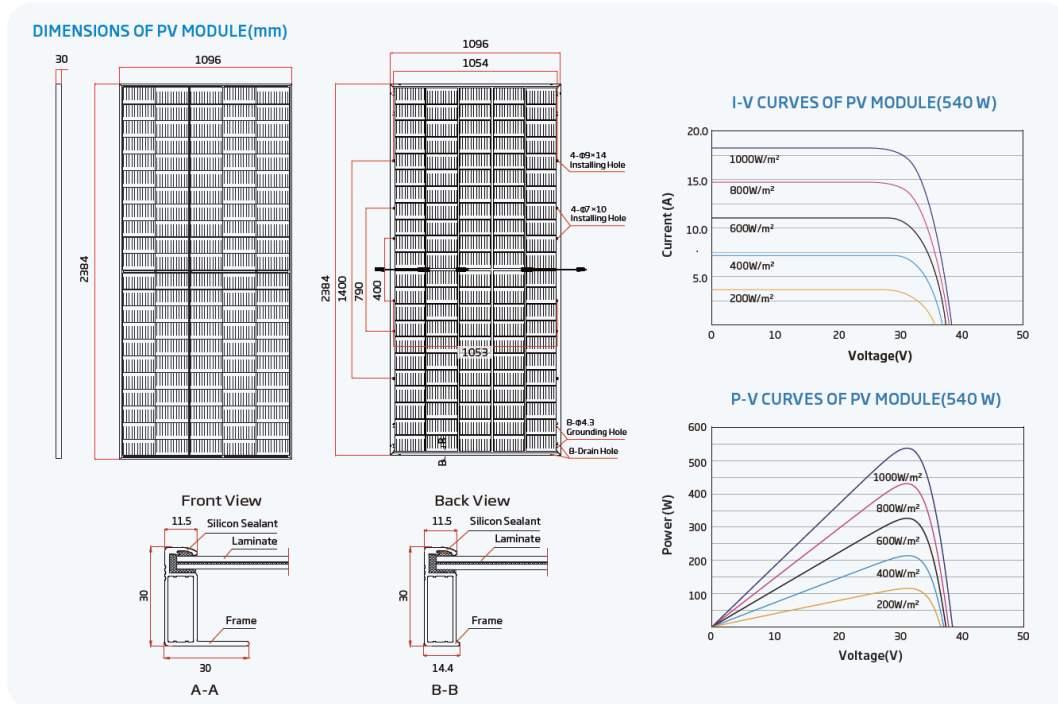 DIMENSIONS OF PV MODULE(mm)
30
1096
2384
1096
1054
2384
1400
790
400
1053
4-Φ9×14
Installing Hole
4-Φ7×10
Installing Hole
8-Φ4.3
Grounding Hole
8-Drain Hole
B
B
Front View
Back View
11.5
Silicon Sealant
Laminate
30
Frame
30
A-A
11.5
Silicon Sealant
Laminate
30
Frame
14.4
B-B
I-V CURVES OF PV MODULE(540 W)
20.0
15.0
10.0
5.0
Current (A)
1000W/m²
800W/m²
600W/m²
400W/m²
200W/m²
0
10
20
30
40
50
Voltage(V)
P-V CURVES OF PV MODULE(540 W)
600
500
400
300
200
100
Power (W)
1000W/m²
800W/m²
600W/m²
400W/m²
200W/m²
0
10
20
30
40
50
Voltage(V)